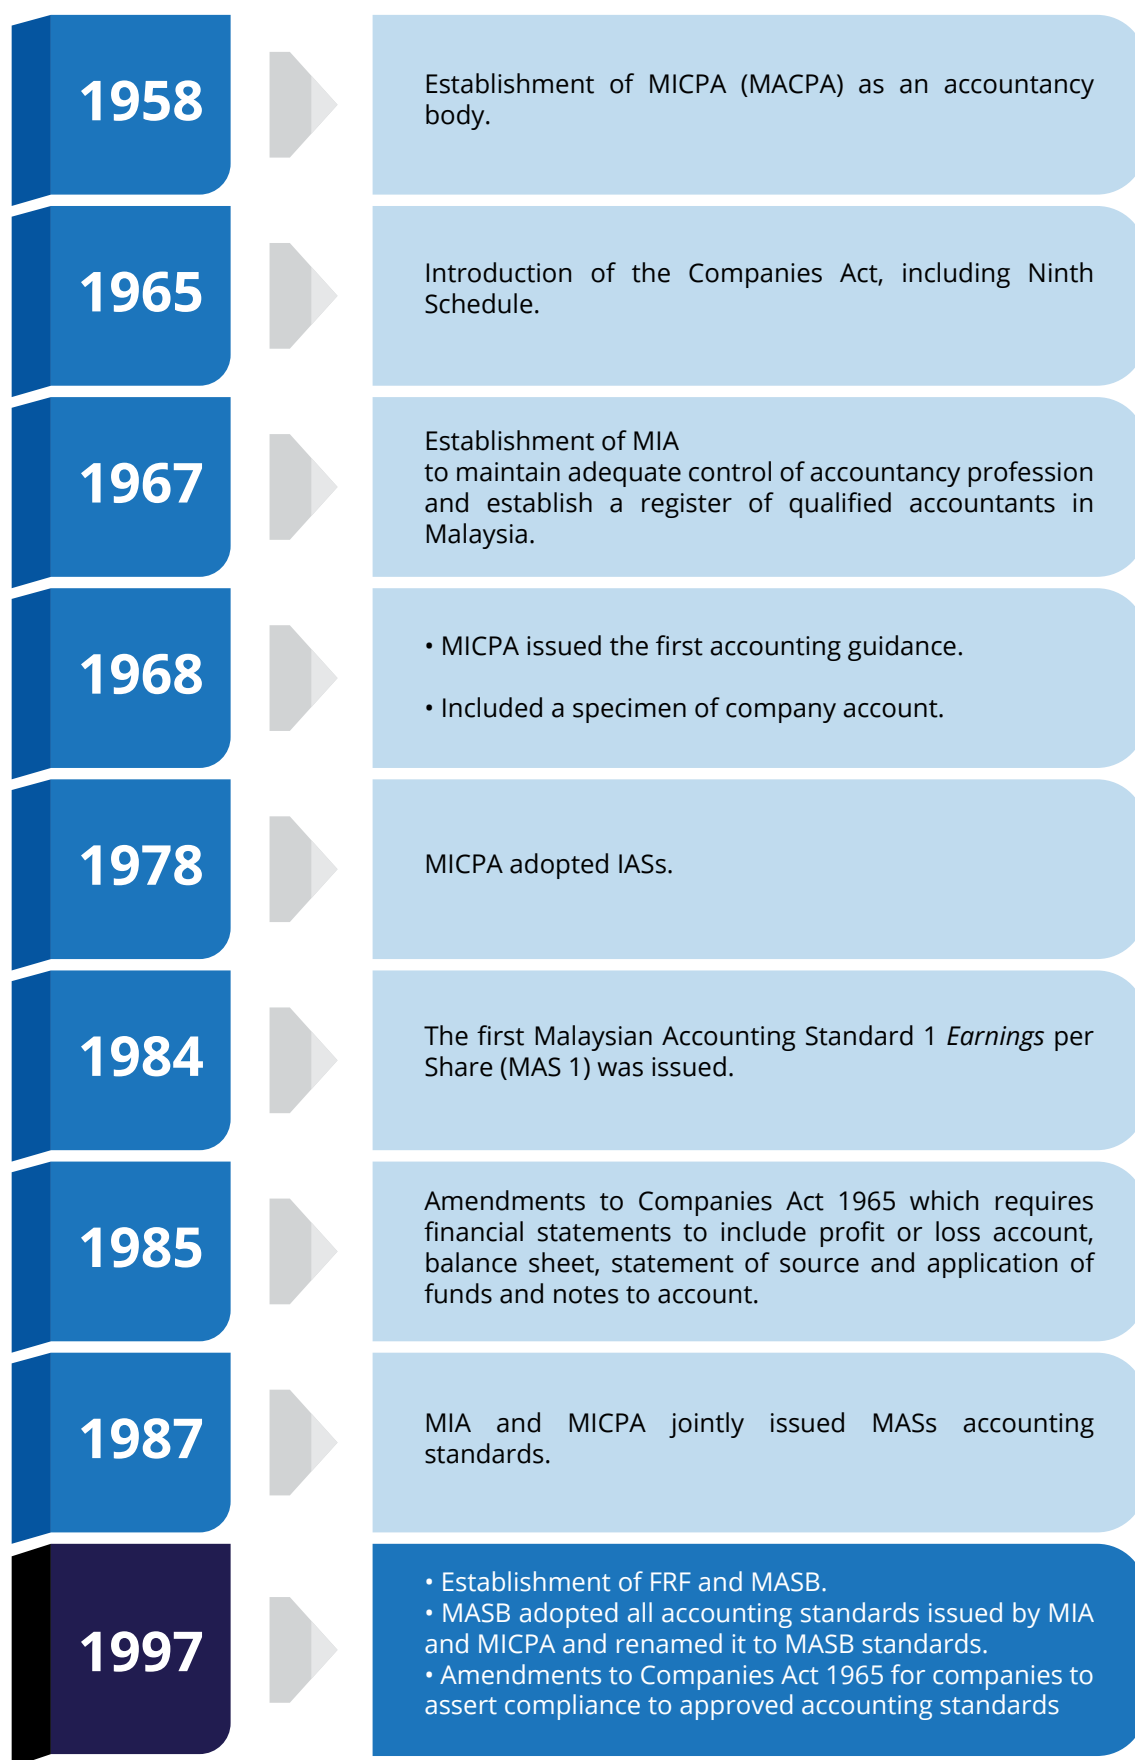 1958
Establishment of MICPA (MACPA) as an accountancy
body.
1965
Introduction of the Companies Act, including Ninth
Schedule.
1967
Establishment of MIA
to maintain adequate control of accountancy profession
and establish a register of qualified accountants in
Malaysia.
1968
• MICPA issued the first accounting guidance.
• Included a specimen of company account.
1978
MICPA adopted IASs.
1984
The first Malaysian Accounting Standard 1 Earnings per
Share (MAS 1) was issued.
1985
Amendments to Companies Act 1965 which requires
financial statements to include profit or loss account,
balance sheet, statement of source and application of
funds and notes to account.
1987
MIA and MICPA jointly issued MASs accounting
standards.
1997
• Establishment of FRF and MASB.
• MASB adopted all accounting standards issued by MIA
and MICPA and renamed it to MASB standards.
• Amendments to Companies Act 1965 for companies to
assert compliance to approved accounting standards